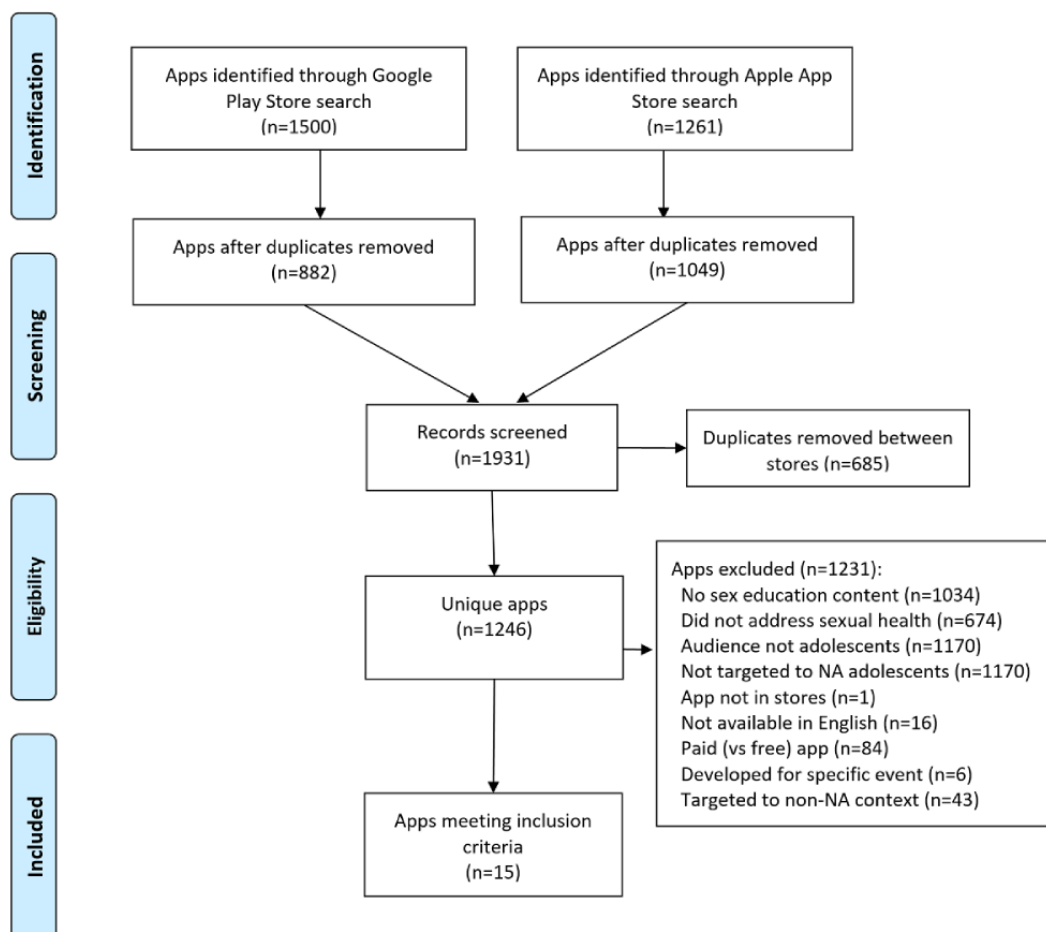 Identification
Apps identified through Google
Play Store search
(n=1500)
Apps identified through Apple App
Store search
(n=1261)
Apps after duplicates removed
(n=882)
Apps after duplicates removed
(n=1049)
Screening
Records screened
(n=1931)
Duplicates removed between
stores (n=685)
Eligibility
Unique apps
(n=1246)
Apps excluded (n=1231):
No sex education content (n=1034)
Did not address sexual health (n=674)
Audience not adolescents (n=1170)
Not targeted to NA adolescents (n=1170)
App not in stores (n=1)
Not available in English (n=16)
Paid (vs free) app (n=84)
Developed for specific event (n=6)
Targeted to non-NA context (n=43)
Included
Apps meeting inclusion
criteria
(n=15)